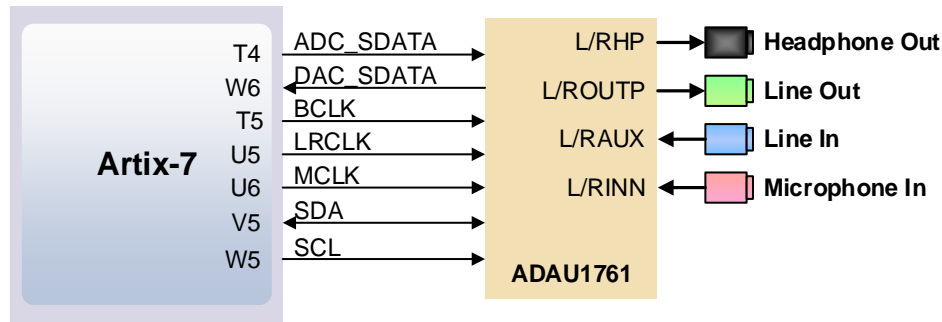 Artix-7
T4
W6
T5
U5
U6
V5
W5
ADC_SDATA
DAC_SDATA
BCLK
LRCLK
MCLK
SDA
SCL
L/RHP
L/ROUTP
L/RAUX
L/RINN
ADAU1761
Headphone Out
Line Out
Line In
Microphone In